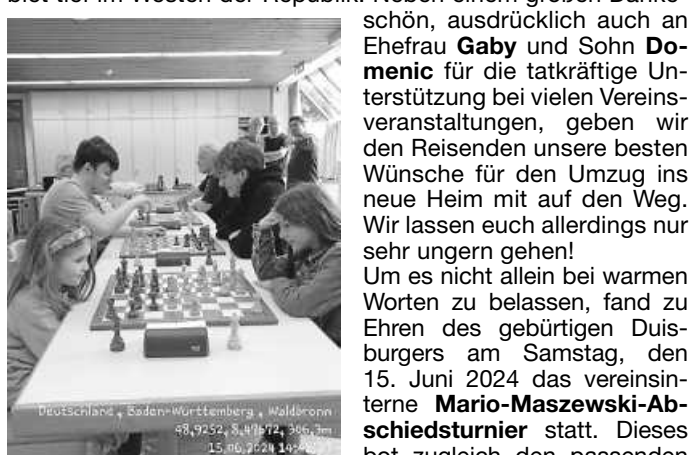 schön, ausdrücklich auch an
Ehefrau Gaby und Sohn Do-
menic für die tatkräftige Un-
terstützung bei vielen Vereins-
veranstaltungen, geben wir
den Reisenden unsere besten
Wünsche für den Umzug ins
neue Heim mit auf den Weg.
Wir lassen euch allerdings nur
sehr ungern gehen!
Um es nicht allein bei warmen
Worten zu belassen, fand zu
Ehren des gebürtigen Duis-
burgers am Samstag, den
15. Juni 2024 das vereinsin-
terne Mario-Maszewski-Ab-
schiedsturnier statt. Dieses
bot zugleich den passenden
Deutschland, Baden-Württemberg, Waldbronn
15.06.2024